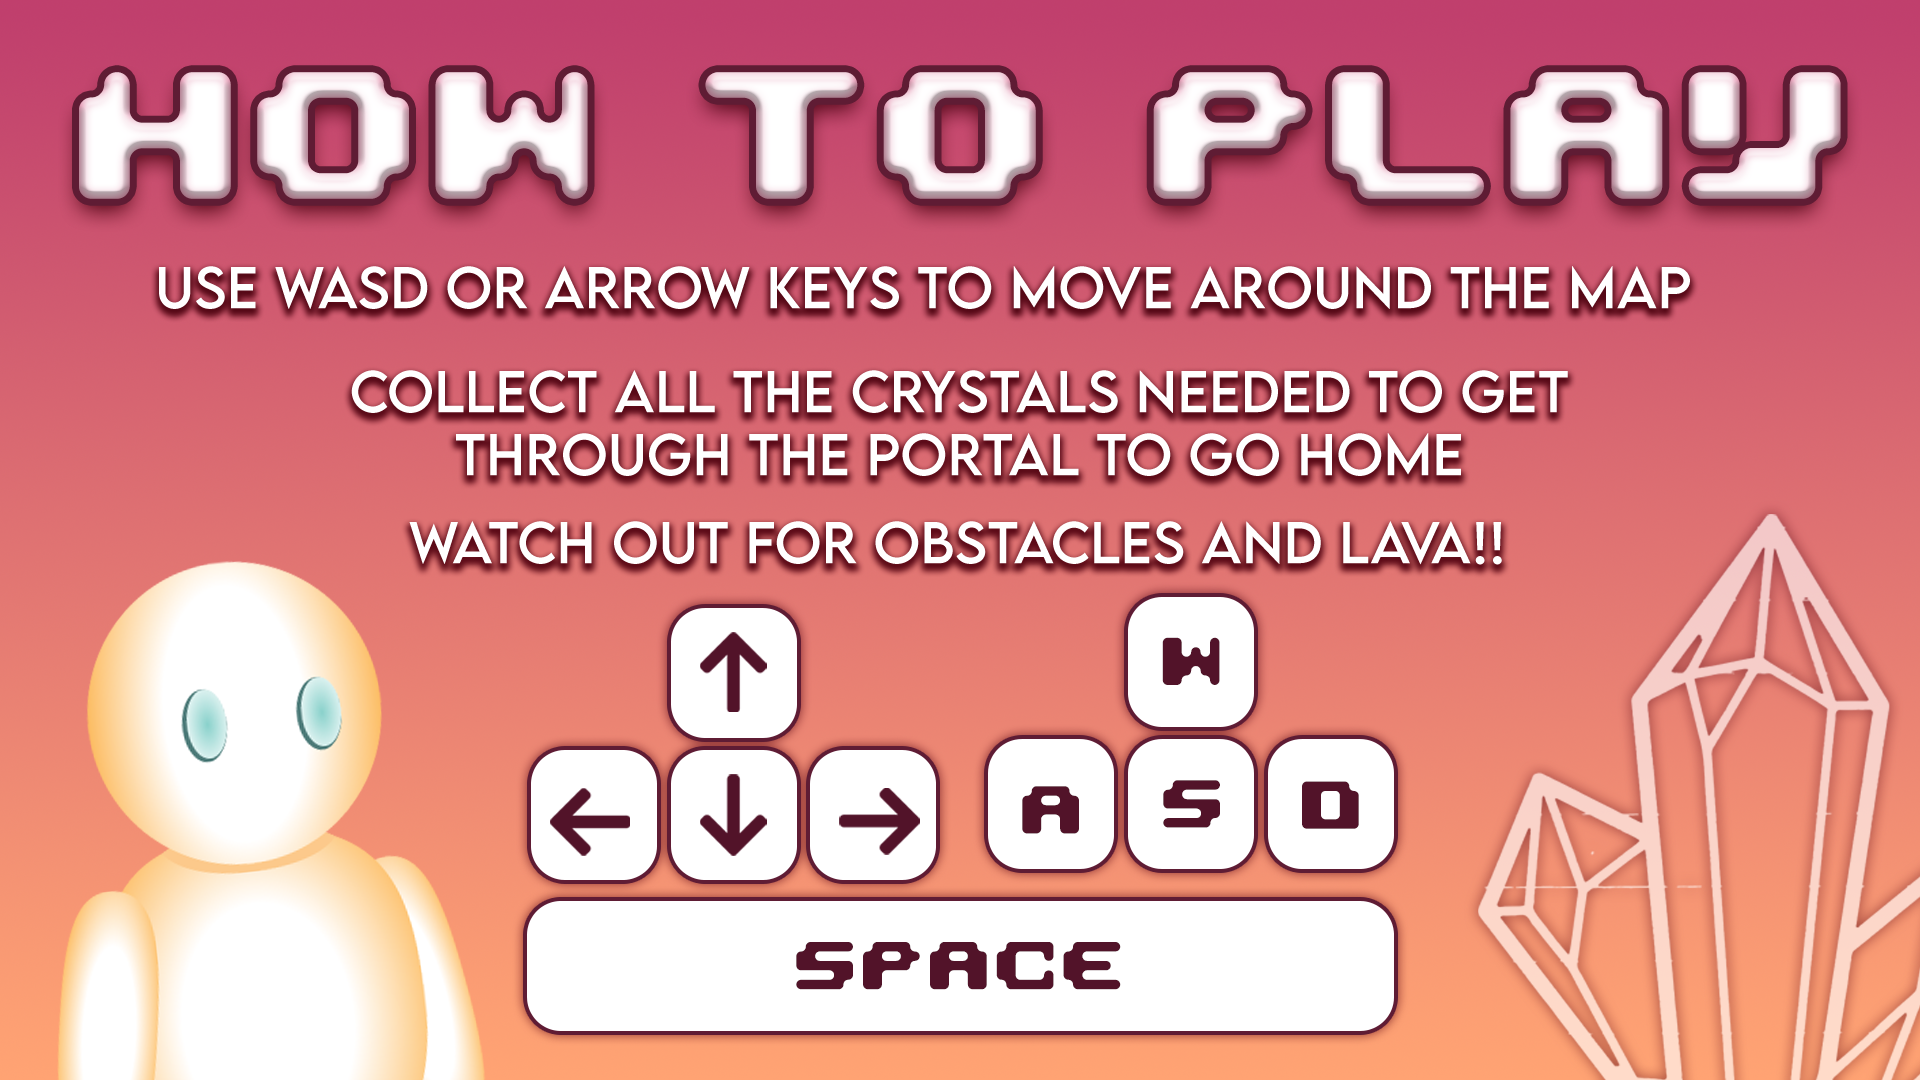 HOW TO PLAY
USE WASD OR ARROW KEYS TO MOVE AROUND THE MAP
COLLECT ALL THE CRYSTALS NEEDED TO GET
THROUGH THE PORTAL TO GO HOME
WATCH OUT FOR OBSTACLES AND LAVA!!
↑
W
← ↓ →
A S D
SPACE